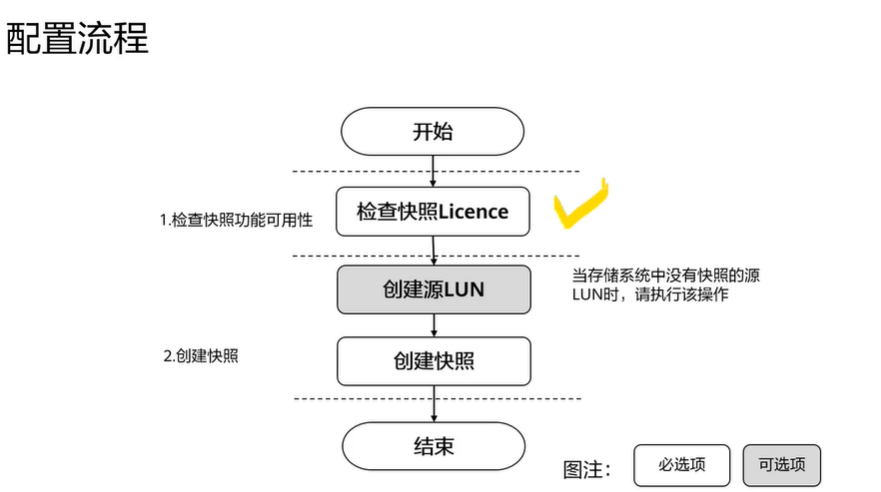 配置流程
开始
1.检查快照功能可用性
检查快照Licence
创建源LUN
当存储系统中没有快照的源
LUN时，请执行该操作
2.创建快照
创建快照
结束
图注：
必选项
可选项